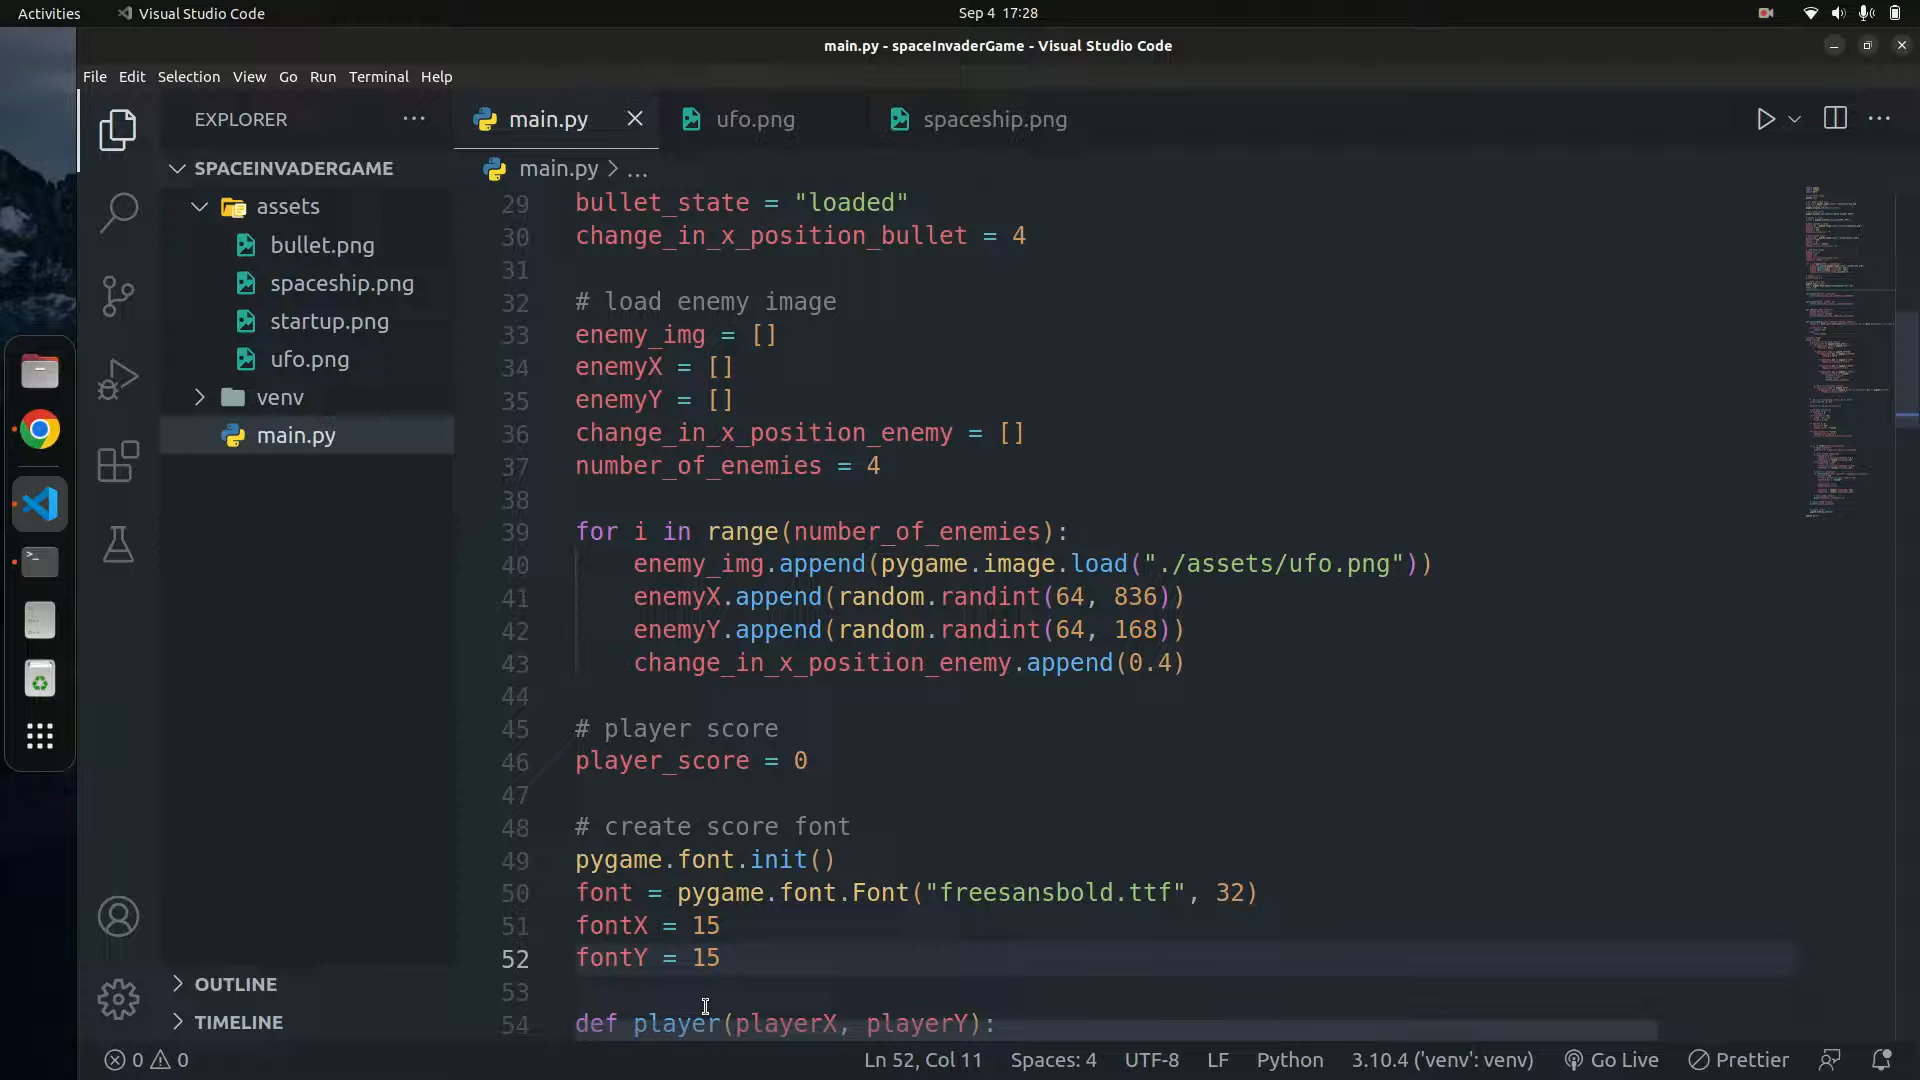 Activities
Visual Studio Code
Sep 4 17:28
main.py - spaceInvaderGame - Visual Studio Code
File Edit Selection View Go Run Terminal Help
EXPLORER
SPACEINVADERGAME
assets
bullet.png
spaceship.png
startup.png
ufo.png
venv
main.py
OUTLINE
TIMELINE
main.py
ufo.png
spaceship.png
main.py > ...
29 bullet_state = "loaded"
30 change_in_x_position_bullet = 4
31
32 # load enemy image
33 enemy_img = []
34 enemyX = []
35 enemyY = []
36 change_in_x_position_enemy = []
37 number_of_enemies = 4
38
39 for i in range(number_of_enemies):
40     enemy_img.append(pygame.image.load("./assets/ufo.png"))
41     enemyX.append(random.randint(64, 836))
42     enemyY.append(random.randint(64, 168))
43     change_in_x_position_enemy.append(0.4)
44
45 # player score
46 player_score = 0
47
48 # create score font
49 pygame.font.init()
50 font = pygame.font.Font("freesansbold.ttf", 32)
51 fontX = 15
52 fontY = 15
53
54 def player(playerX, playerY):
0 0 Ln 52, Col 11 Spaces: 4 UTF-8 LF Python 3.10.4 ('venv': venv) Go Live Prettier